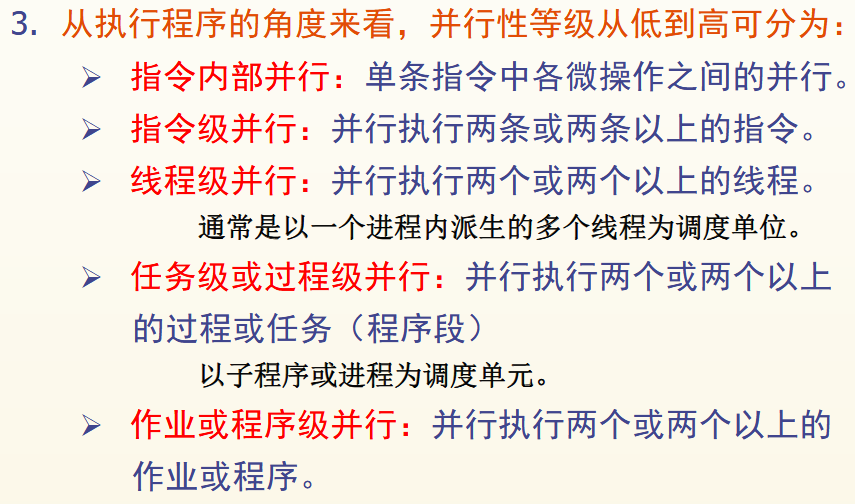 3. 从执行程序的角度来看，并行性等级从低到高可分为：
➢ 指令内部并行：单条指令中各微操作之间的并行。
➢ 指令级并行：并行执行两条或两条以上的指令。
➢ 线程级并行：并行执行两个或两个以上的线程。
通常是以一个进程内派生的多个线程为调度单位。
➢ 任务级或过程级并行：并行执行两个或两个以上
的过程或任务（程序段）
以子程序或进程为调度单元。
➢ 作业或程序级并行：并行执行两个或两个以上的
作业或程序。